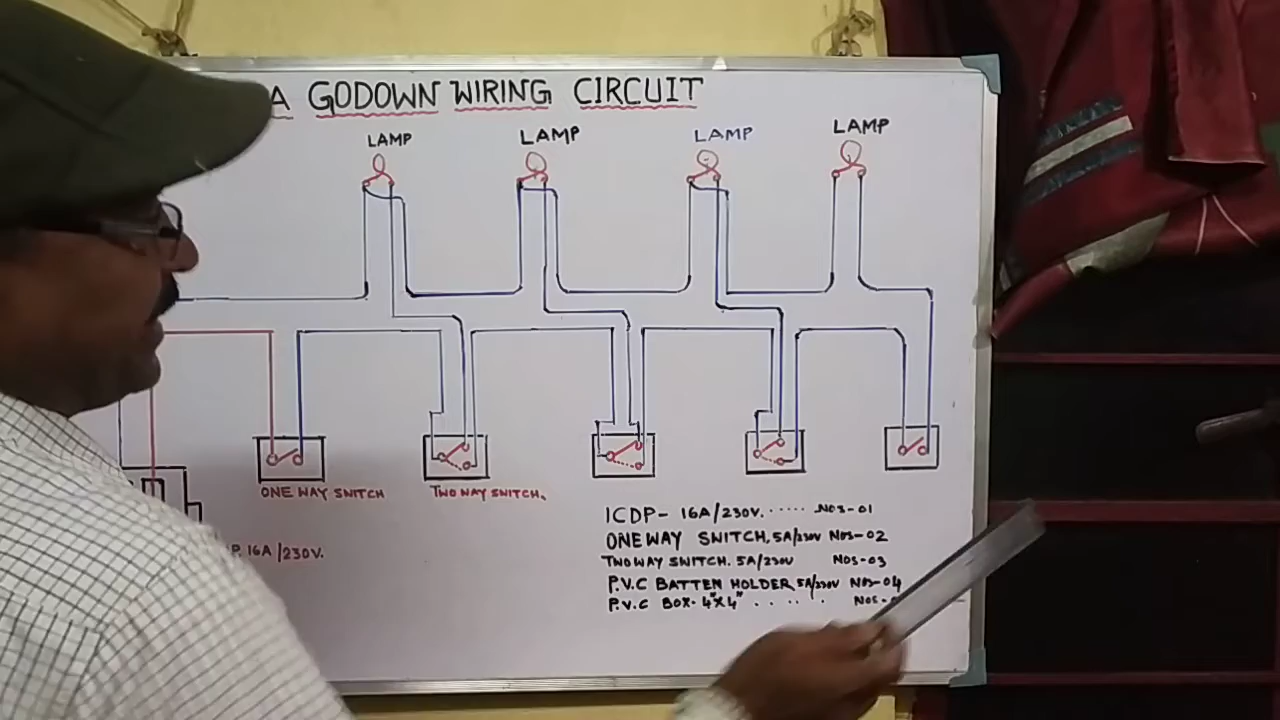 A GODOWN WIRING CIRCUIT
LAMP LAMP LAMP LAMP
ONE WAY SWITCH TWO WAY SWITCH.
P. 16A/230V.
ICDP- 16A/230V. ..... NOS-01
ONE WAY SWITCH, 5A/230V NOS-02
TWO WAY SWITCH. 5A/230V NOS-03
P.V.C BATTEN HOLDER 5A/230V NOS-04
P.V.C BOX- 4"X4" . . . . . NOS-